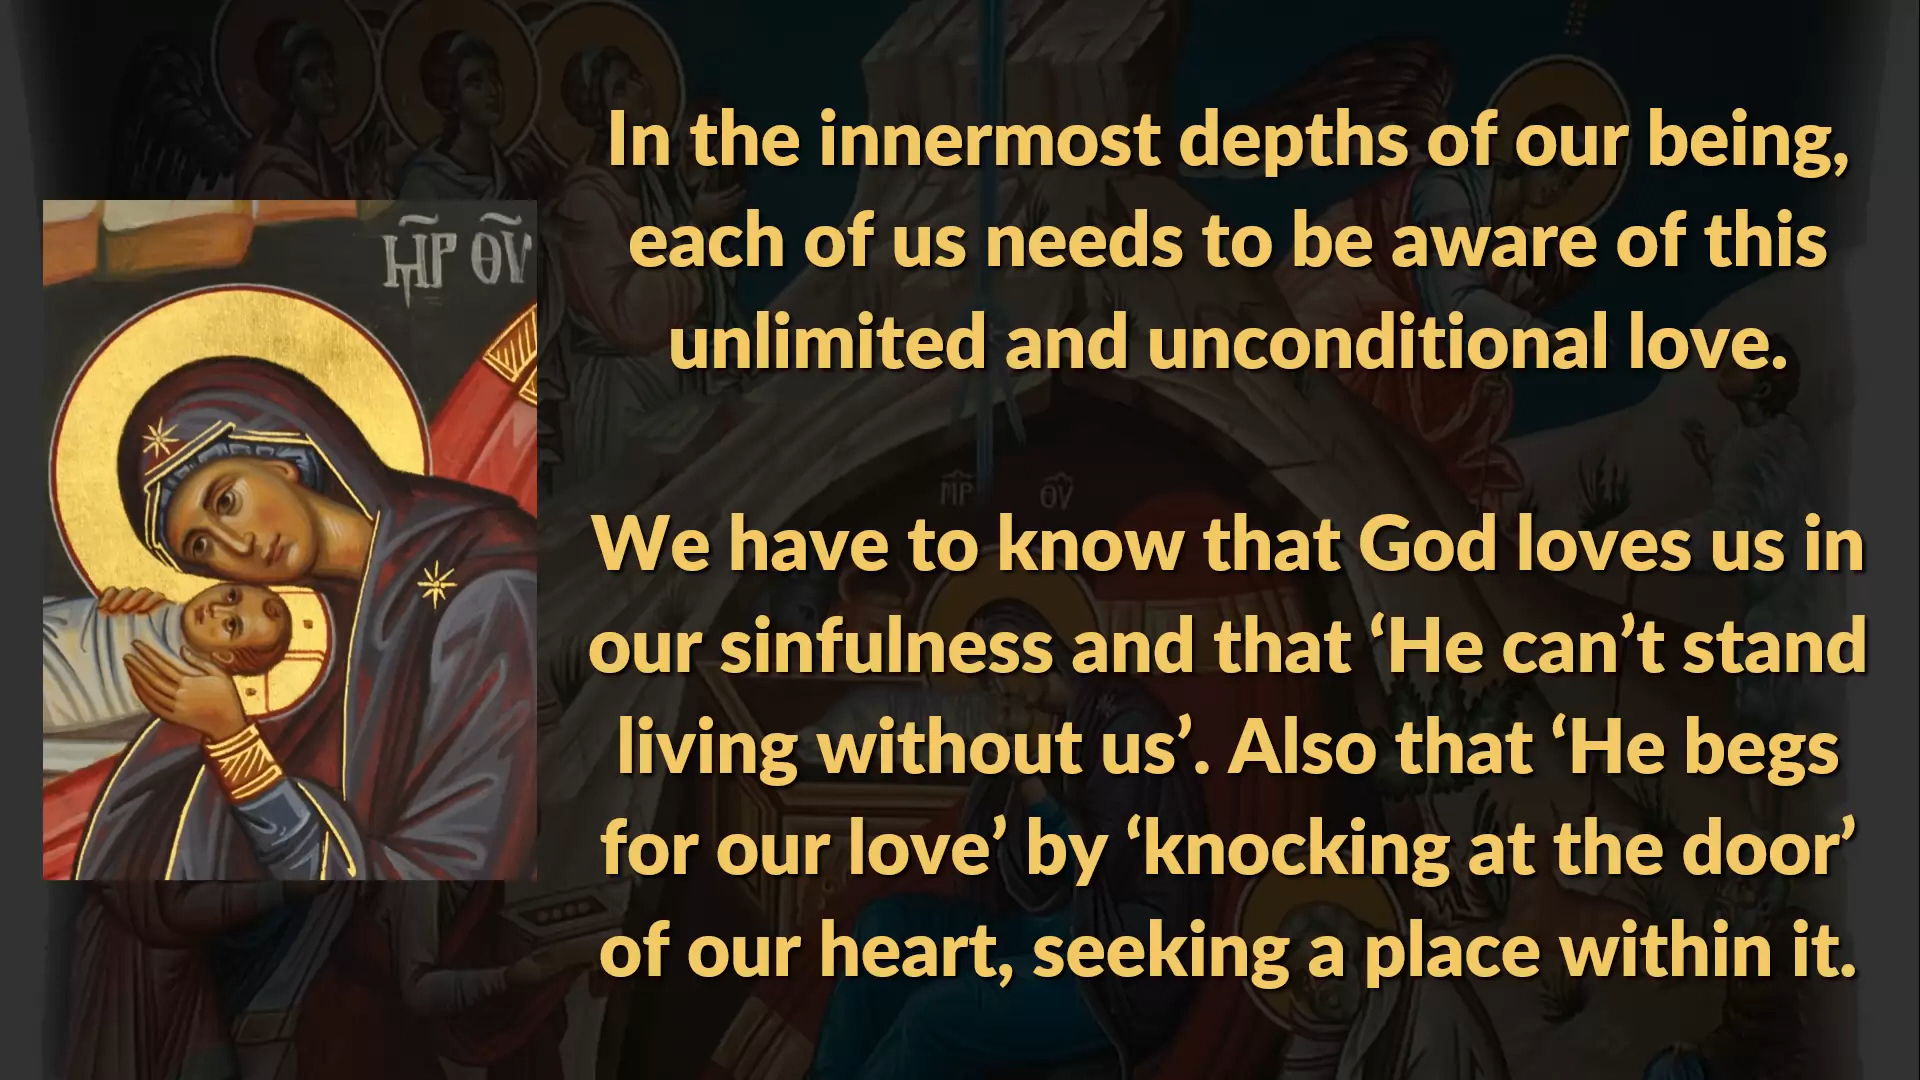 ΜΡ ΘΥ
In the innermost depths of our being,
each of us needs to be aware of this
unlimited and unconditional love.
We have to know that God loves us in
our sinfulness and that ‘He can’t stand
living without us’. Also that ‘He begs
for our love’ by ‘knocking at the door’
of our heart, seeking a place within it.
ΜΡ ΘΥ